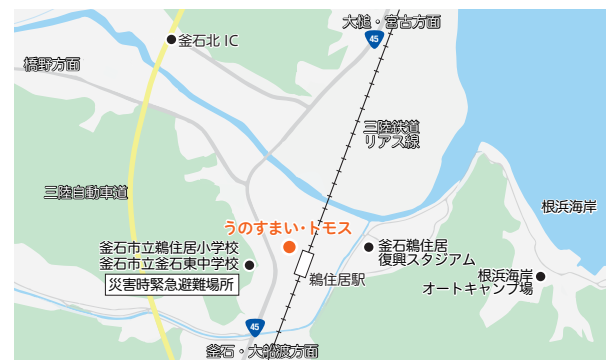 大槌・宮古方面
45
釜石北 IC
橋野方面
三陸鉄道
リアス線
三陸自動車道
根浜海岸
うのすまい・トモス
釜石市立鵜住居小学校
釜石市立釜石東中学校
災害時緊急避難場所
釜石鵜住居
復興スタジアム
鵜住居駅
根浜海岸
オートキャンプ場
45
釜石・大船渡方面